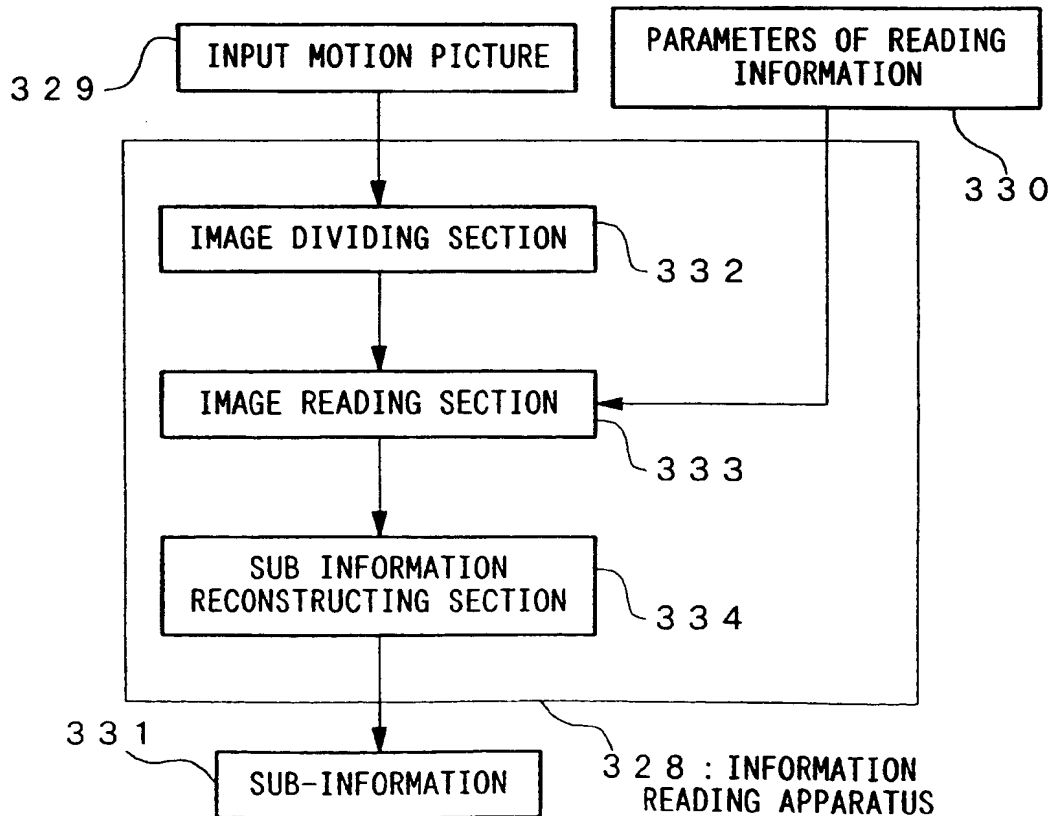 INPUT MOTION PICTURE
PARAMETERS OF READING
INFORMATION
329
330
IMAGE DIVIDING SECTION
332
IMAGE READING SECTION
333
SUB INFORMATION
RECONSTRUCTING SECTION
334
331
SUB-INFORMATION
328 : INFORMATION
READING APPARATUS